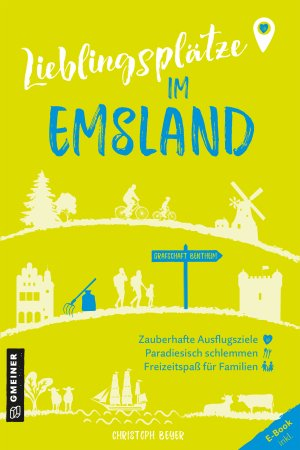 Lieblingsplätze
IM
EMSLAND
GRAFSCHAFT BENTHEIM
Zauberhafte Ausflugsziele
Paradiesisch schlemmen
Freizeitspaß für Familien
GMEINER
CHRISTOPH BEYER
E-Book
inkl.